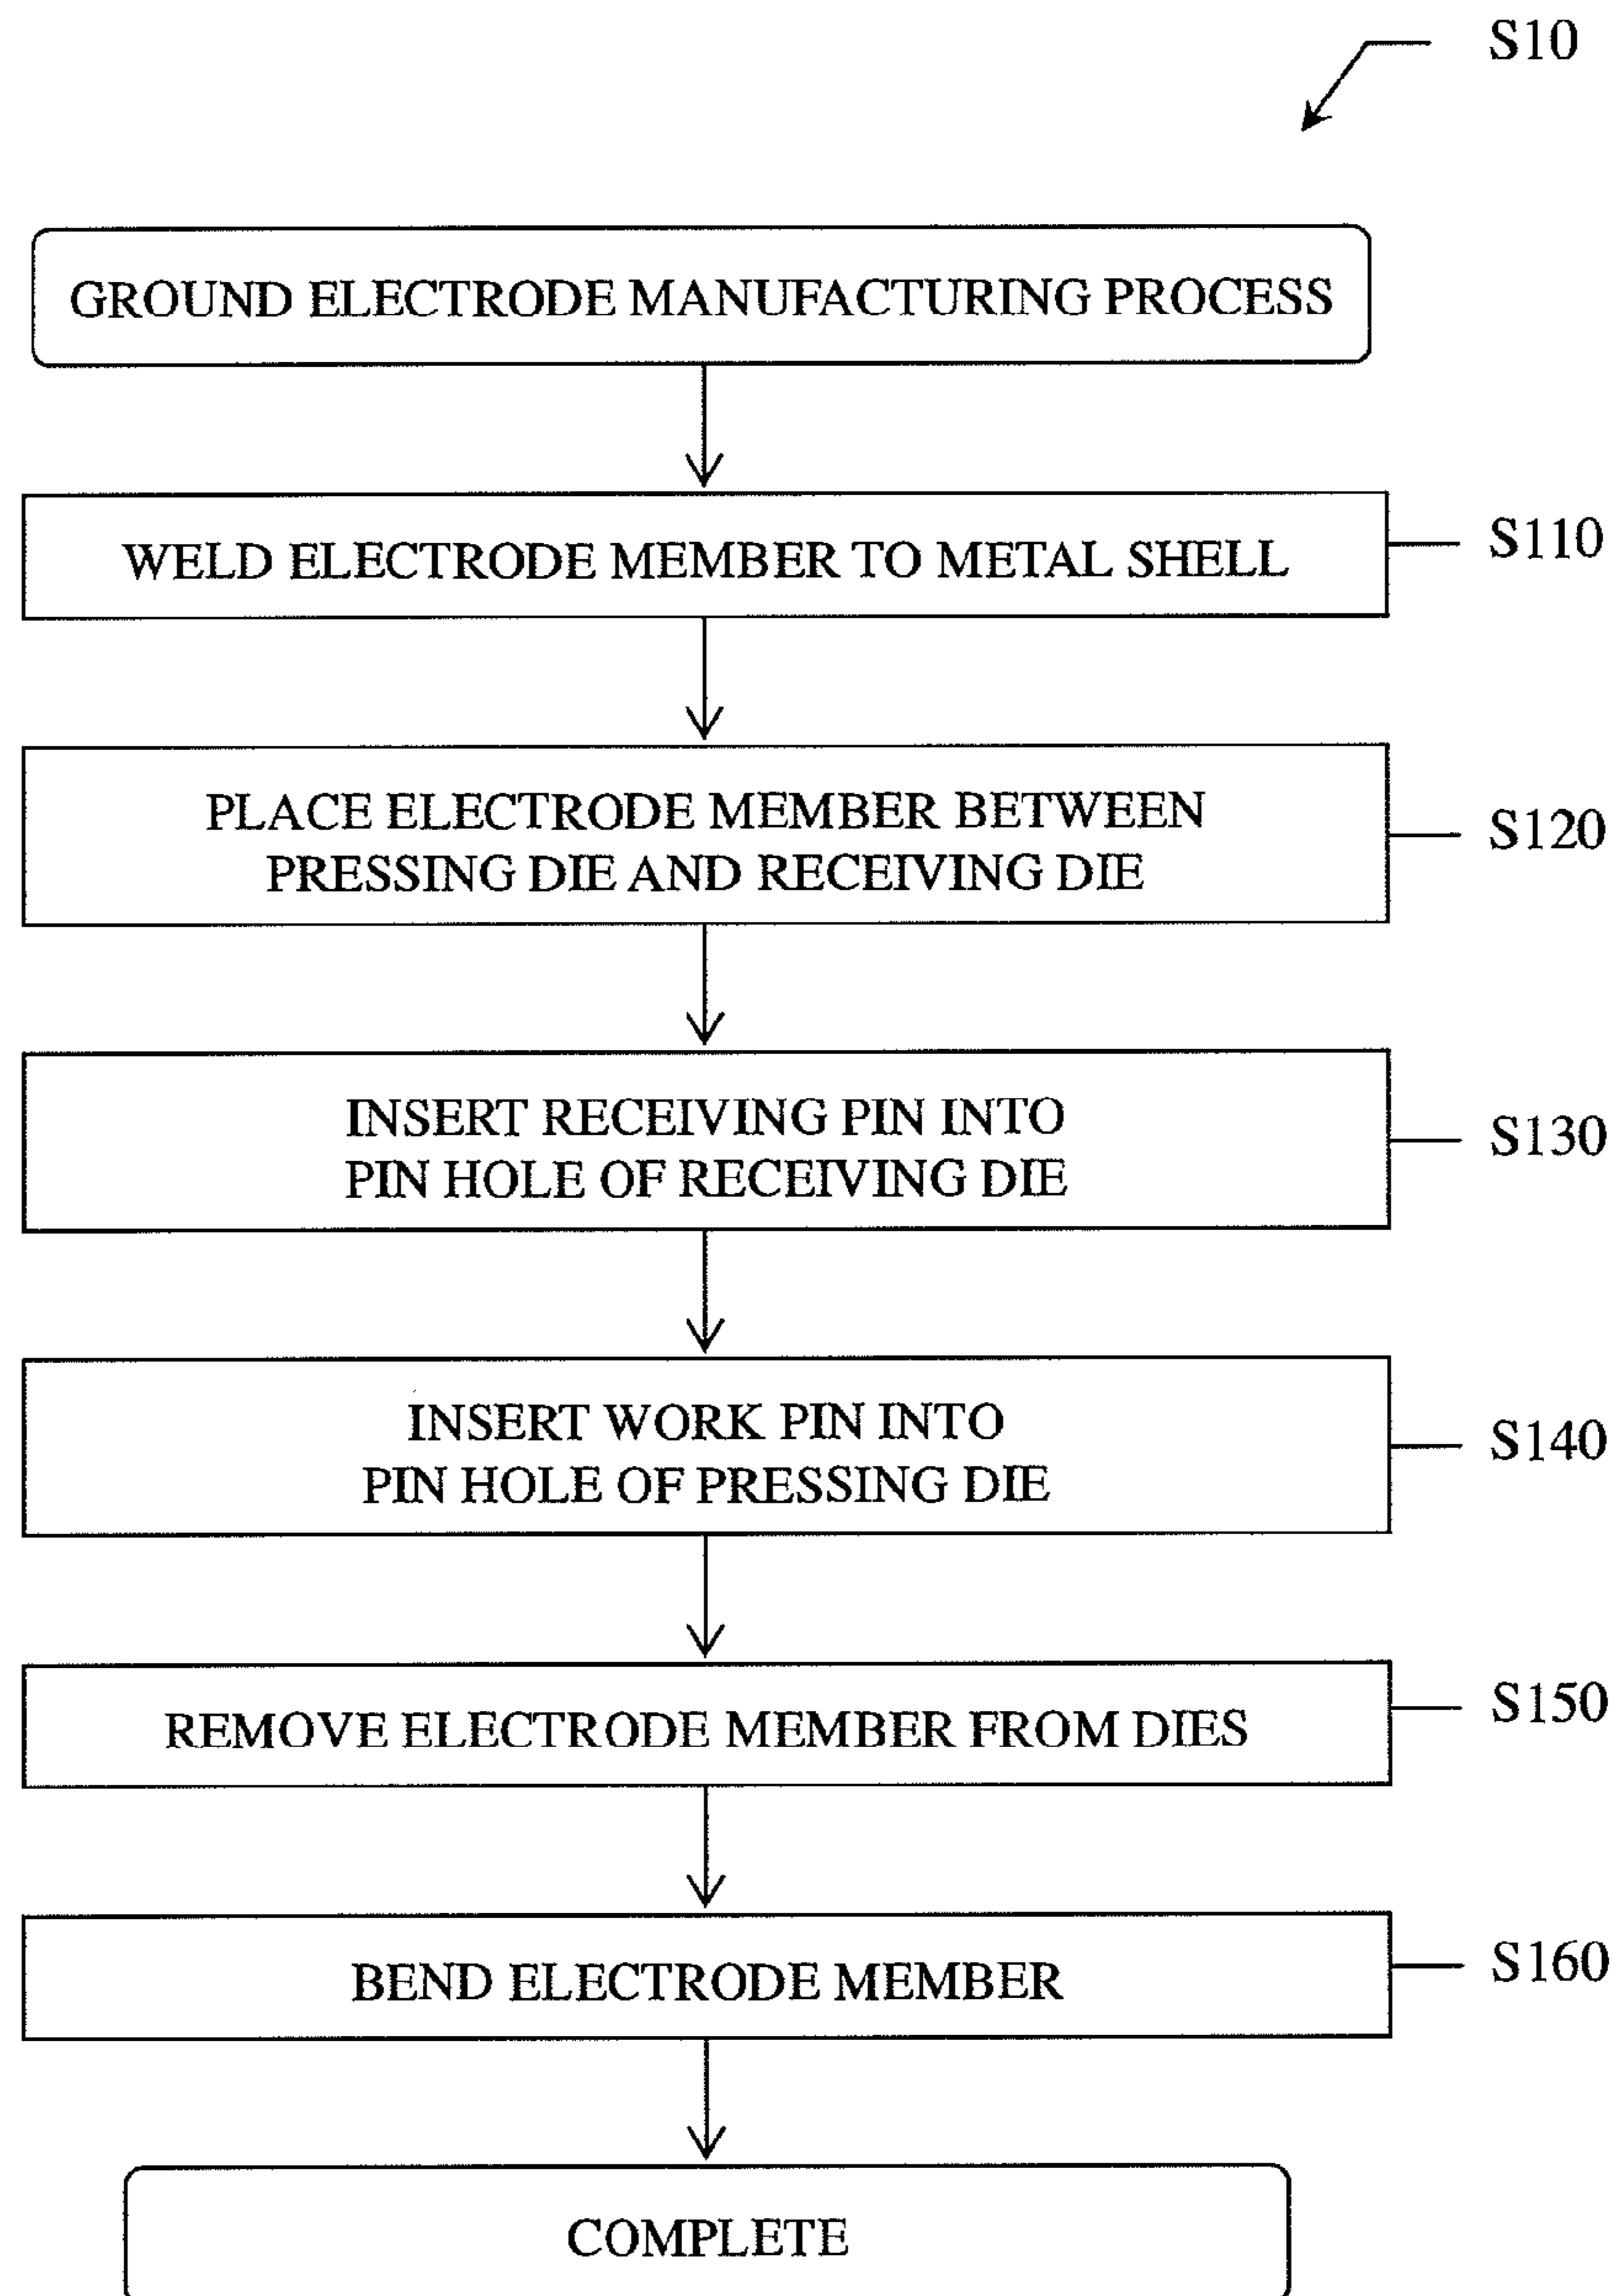 S10
GROUND ELECTRODE MANUFACTURING PROCESS
WELD ELECTRODE MEMBER TO METAL SHELL
S110
PLACE ELECTRODE MEMBER BETWEEN
PRESSING DIE AND RECEIVING DIE
S120
INSERT RECEIVING PIN INTO
PIN HOLE OF RECEIVING DIE
S130
INSERT WORK PIN INTO
PIN HOLE OF PRESSING DIE
S140
REMOVE ELECTRODE MEMBER FROM DIES
S150
BEND ELECTRODE MEMBER
S160
COMPLETE